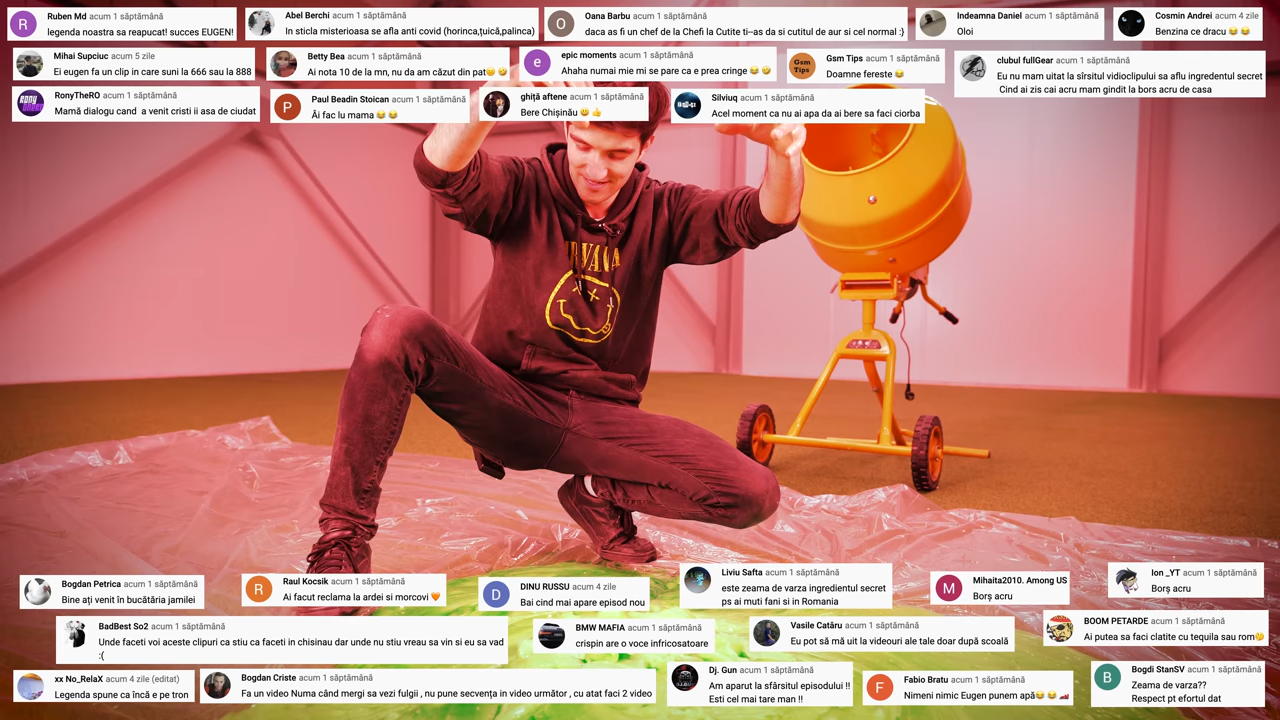 Ruben Md acum 1 săptămână
legenda noastra sa reapucat! succes EUGEN!
Abel Berchi acum 1 săptămână
In sticla misterioasa se afla anti covid (horinca,țuică,palinca)
Oana Barbu acum 1 săptămână
daca as fi un chef de la Chefi la Cutite ti--as da si cutitul de aur si cel normal :}
Indeamna Daniel acum 1 săptămână
Oloi
Cosmin Andrei acum 4 zile
Benzina ce dracu 😂 😂
Mihai Supciuc acum 5 zile
Ei eugen fa un clip in care suni la 666 sau la 888
Betty Bea acum 1 săptămână
Ai nota 10 de la mn, nu da am căzut din pat😊 🤣
e
epic moments acum 1 săptămână
Ahaha numai mie mi se pare ca e prea cringe 😂 🤣
Gsm Tips
Gsm Tips acum 1 săptămână
Doamne fereste 😂
clubul fullGear acum 1 săptămână
Eu nu mam uitat la sîrsitul vidioclipului sa aflu ingredentul secret
Cind ai zis cai acru mam gindit la bors acru de casa
RONY
RonyTheRO acum 1 săptămână
Mamă dialogu cand a venit cristi ii asa de ciudat
P
Paul Beadin Stoican acum 1 săptămână
Ăi fac lu mama 😂 😂
ghiță aftene acum 1 săptămână
Bere Chișinău 😀 👍
Silviuq acum 1 săptămână
Acel moment ca nu ai apa da ai bere sa faci ciorba
NIRVANA
Bogdan Petrica acum 1 săptămână
Bine ați venit în bucătăria jamilei
R
Raul Kocsik acum 1 săptămână
Ai facut reclama la ardei si morcovi 🧡
D
DINU RUSSU acum 4 zile
Bai cind mai apare episod nou
Liviu Safta acum 1 săptămână
este zeama de varza ingredientul secret
ps ai muti fani si in Romania
M
Mihaita2010. Among US
Borș acru
Ion _YT acum 1 săptămână
Borș acru
BadBest So2 acum 1 săptămână
Unde faceti voi aceste clipuri ca stiu ca faceti in chisinau dar unde nu stiu vreau sa vin si eu sa vad
:(
BMW MAFIA acum 1 săptămână
crispin are o voce infricosatoare
Vasile Catăru acum 1 săptămână
Eu pot să mă uit la videouri ale tale doar după scoală
BOOM PETARDE acum 1 săptămână
Ai putea sa faci clatite cu tequila sau rom🤔
xx No_RelaX acum 4 zile (editat)
Legenda spune ca încă e pe tron
Bogdan Criste acum 1 săptămână
Fa un video Numa când mergi sa vezi fulgii , nu pune secvența in video următor , cu atat faci 2 video
Dj. Gun acum 1 săptămână
Am aparut la sfârsitul episodului !!
Esti cel mai tare man !!
F
Fabio Bratu acum 1 săptămână
Nimeni nimic Eugen punem apă😂 😂
B
Bogdi StanSV acum 1 săptămână
Zeama de varza??
Respect pt efortul dat